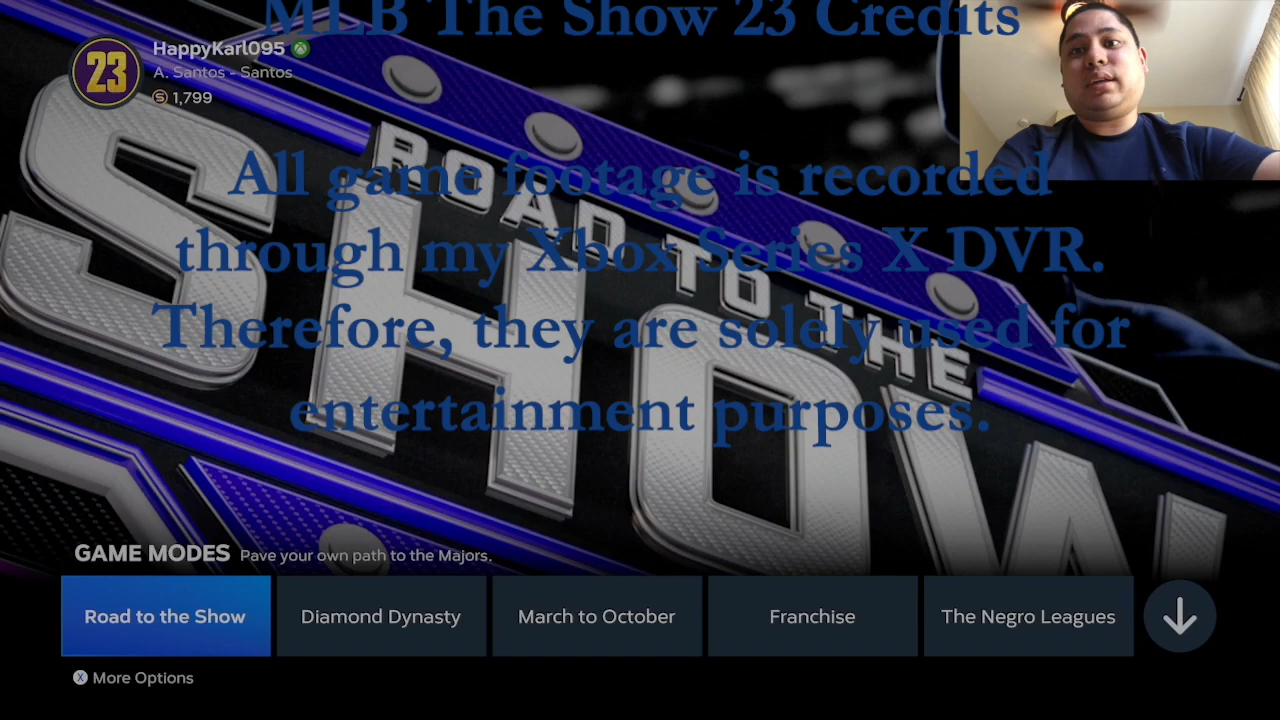 MLB The Show 23 Credits
HappyKarl095
23
A. Santos - Santos
1,799
All game footage is recorded
through my Xbox Series X DVR.
Therefore, they are solely used for
entertainment purposes.
ROAD TO THE
SHOW
GAME MODES Pave your own path to the Majors.
Road to the Show
Diamond Dynasty
March to October
Franchise
The Negro Leagues
X More Options